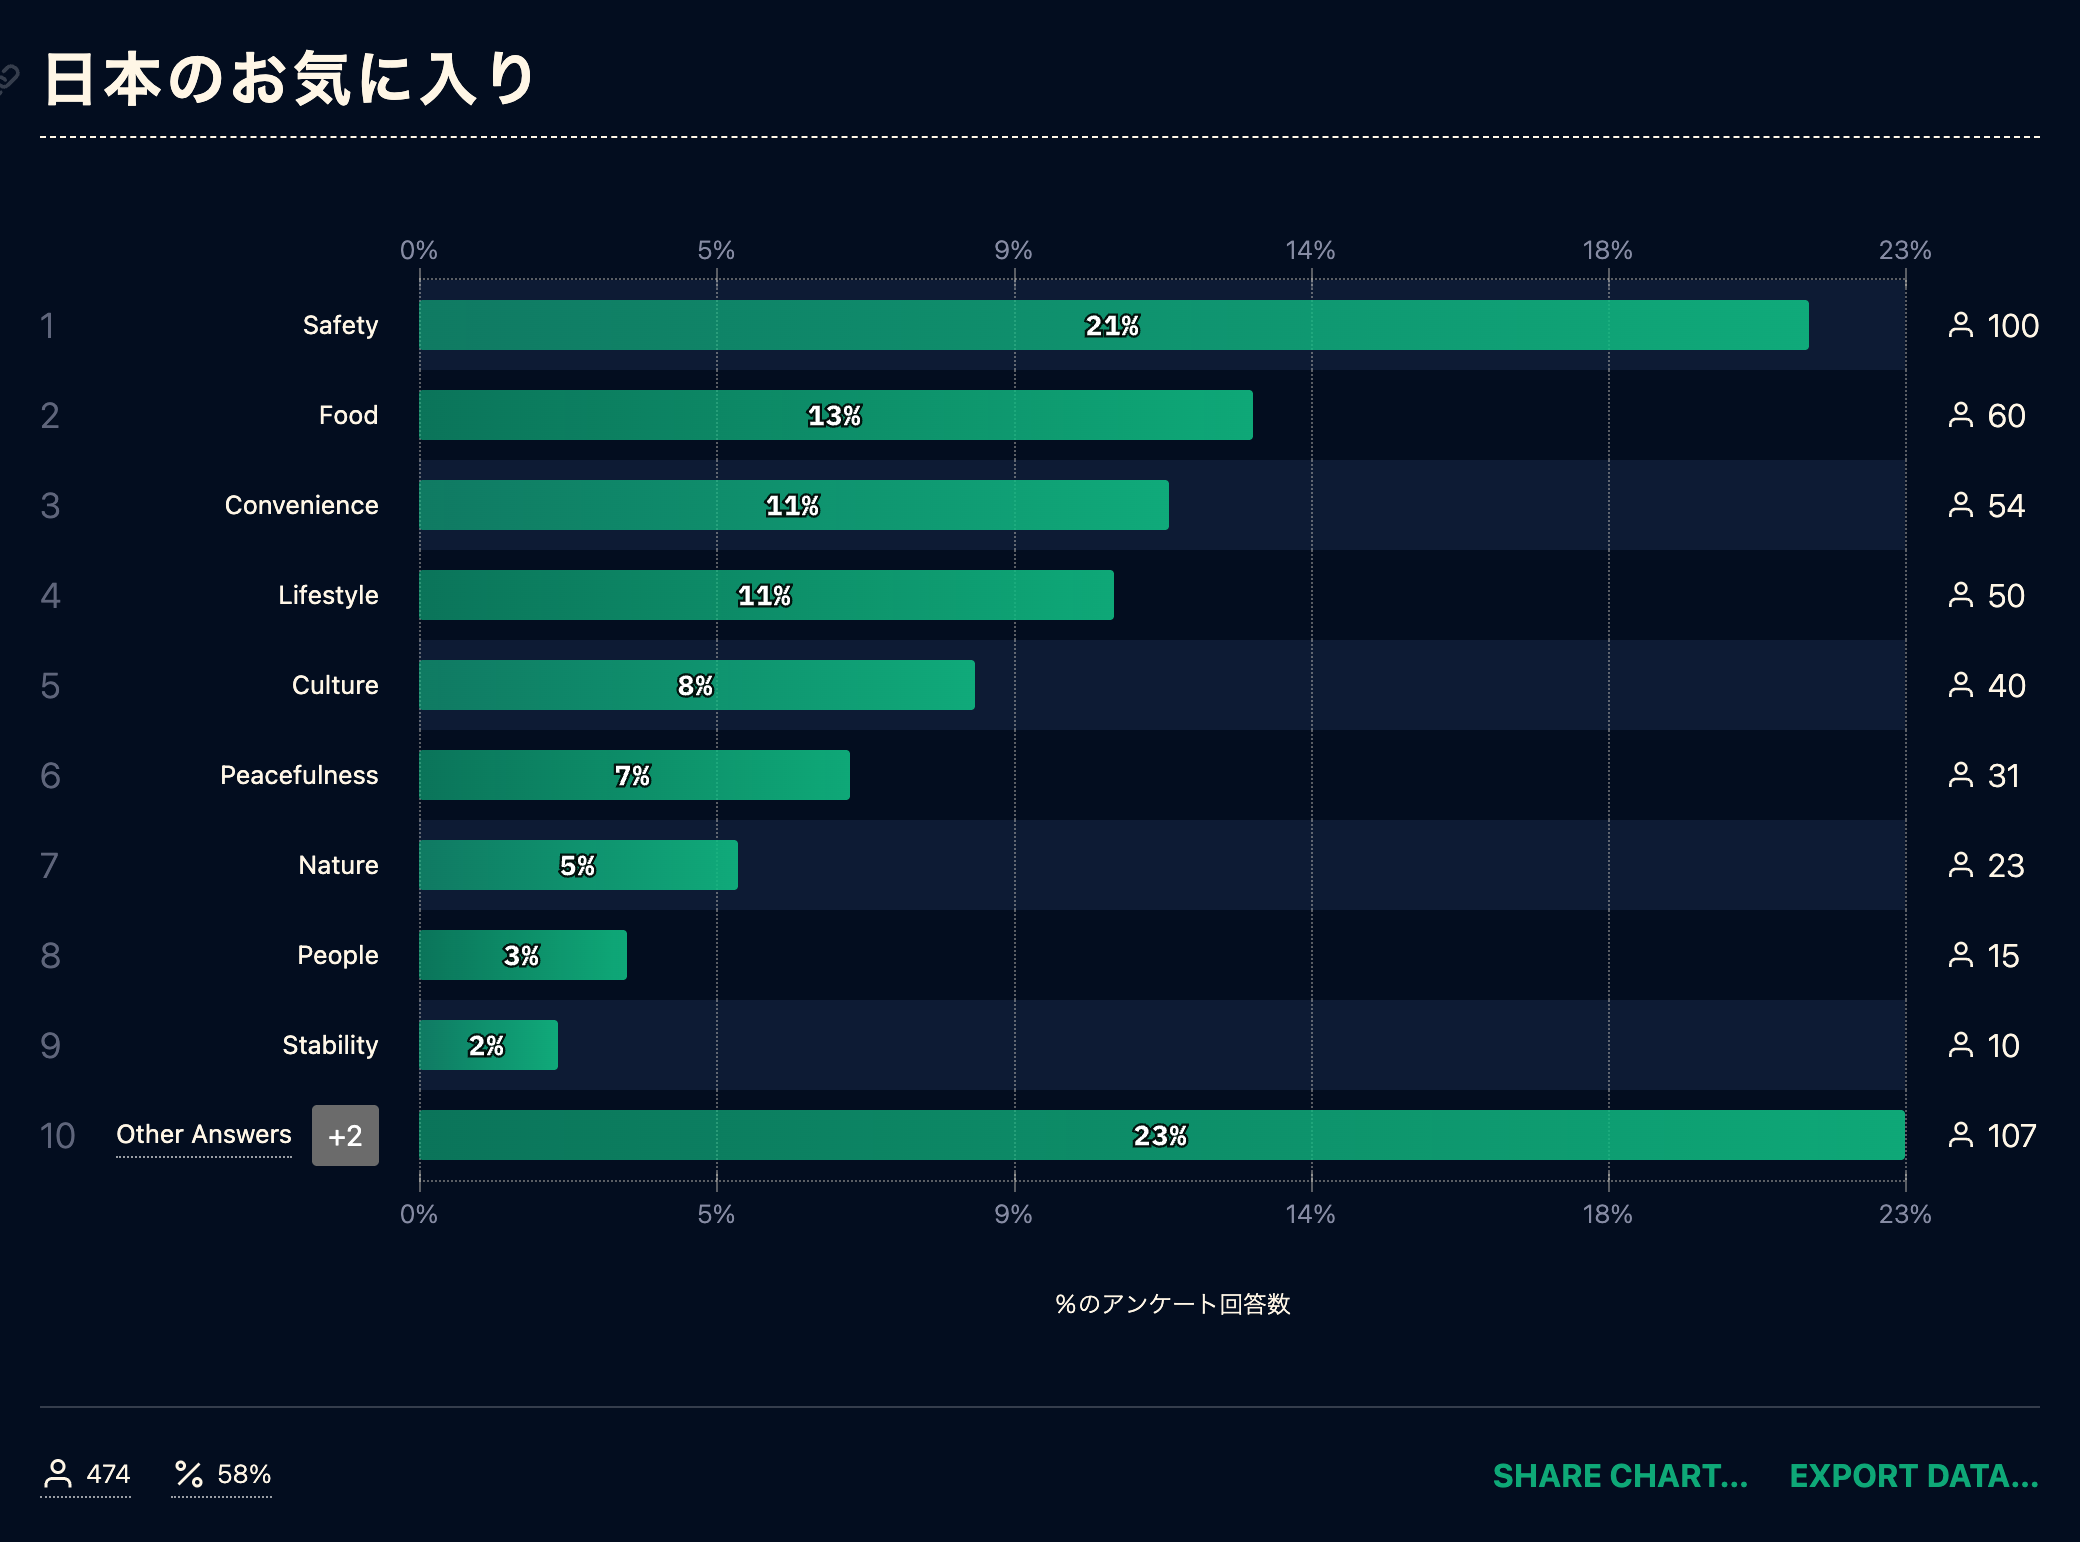 日本のお気に入り
0% 5% 9% 14% 18% 23%
1 Safety 21% 100
2 Food 13% 60
3 Convenience 11% 54
4 Lifestyle 11% 50
5 Culture 8% 40
6 Peacefulness 7% 31
7 Nature 5% 23
8 People 3% 15
9 Stability 2% 10
10 Other Answers +2 23% 107
0% 5% 9% 14% 18% 23%
%のアンケート回答数
474 % 58% SHARE CHART... EXPORT DATA...